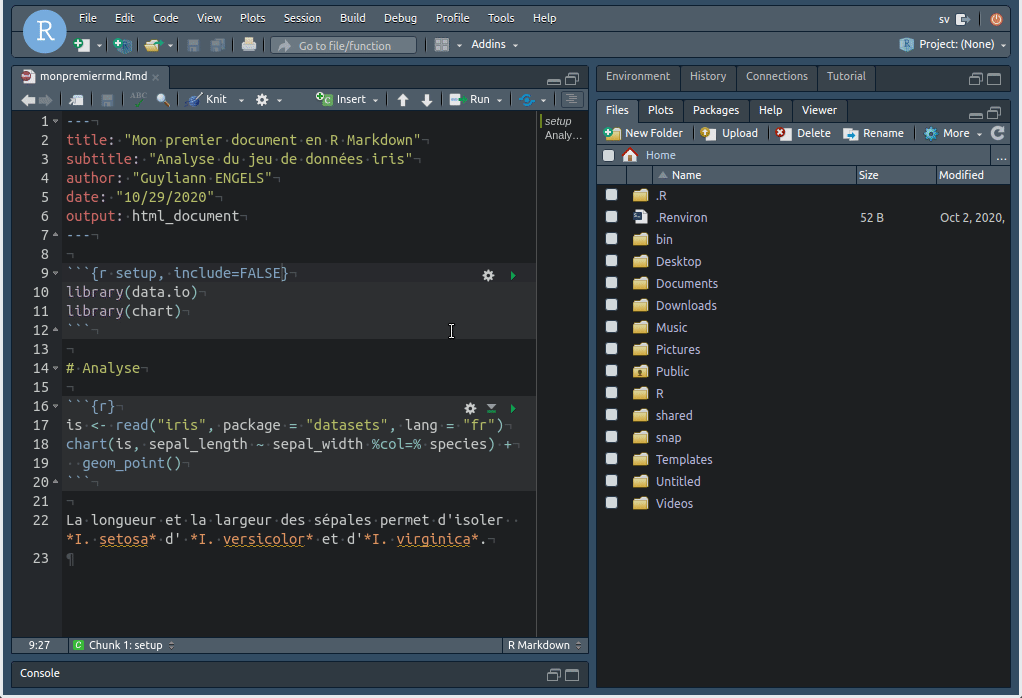 R
File Edit Code View Plots Session Build Debug Profile Tools Help
sv
Go to file/function
Addins
Project: (None)
monpremierrmd.Rmd
ABC
Knit
Insert
Run
1 ---
2 title: "Mon premier document en R Markdown"
3 subtitle: "Analyse du jeu de données iris"
4 author: "Guyliann ENGELS"
5 date: "10/29/2020"
6 output: html_document
7 ---
8
9 ```{r setup, include=FALSE}
10 library(data.io)
11 library(chart)
12 ```
13
14 # Analyse
15
16 ```{r}
17 is <- read("iris", package = "datasets", lang = "fr")
18 chart(is, sepal_length ~ sepal_width %col=% species) +
19   geom_point()
20 ```
21
22 La longueur et la largeur des sépales permet d'isoler
*I. setosa* d' *I. versicolor* et d'*I. virginica*.
23 ¶
setup
Analy...
9:27
C Chunk 1: setup
R Markdown
Console
Environment History Connections Tutorial
Files Plots Packages Help Viewer
New Folder Upload Delete Rename More
Home
...
Name Size Modified
.R
.Renviron 52 B Oct 2, 2020,
bin
Desktop
Documents
Downloads
Music
Pictures
Public
R
shared
snap
Templates
Untitled
Videos